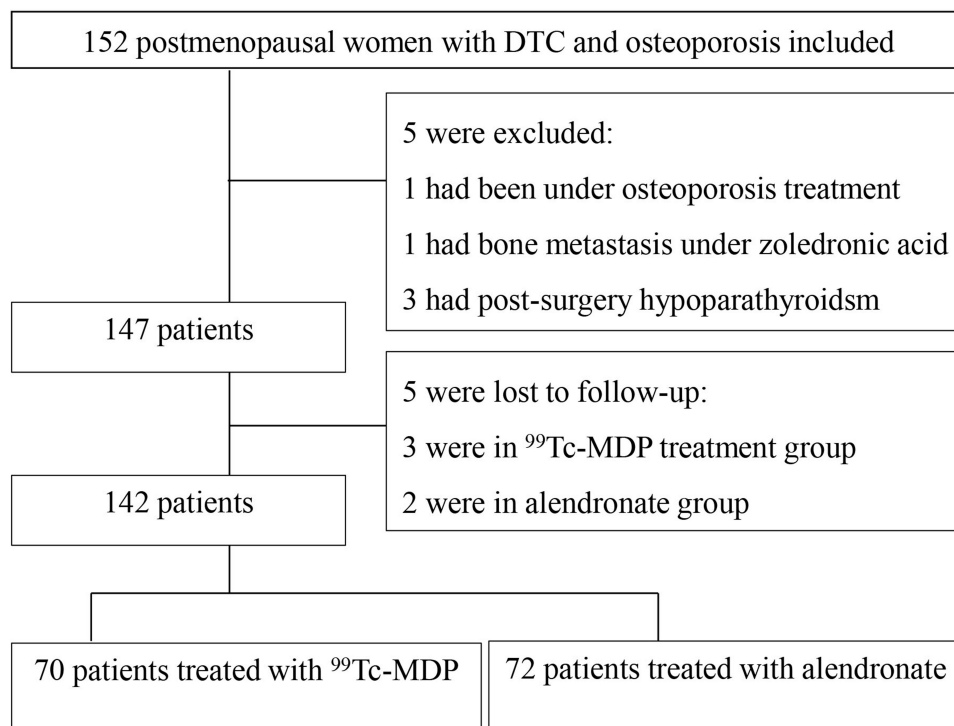 152 postmenopausal women with DTC and osteoporosis included
5 were excluded:
1 had been under osteoporosis treatment
1 had bone metastasis under zoledronic acid
3 had post-surgery hypoparathyroidsm
147 patients
5 were lost to follow-up:
3 were in ⁹⁹Tc-MDP treatment group
2 were in alendronate group
142 patients
70 patients treated with ⁹⁹Tc-MDP
72 patients treated with alendronate